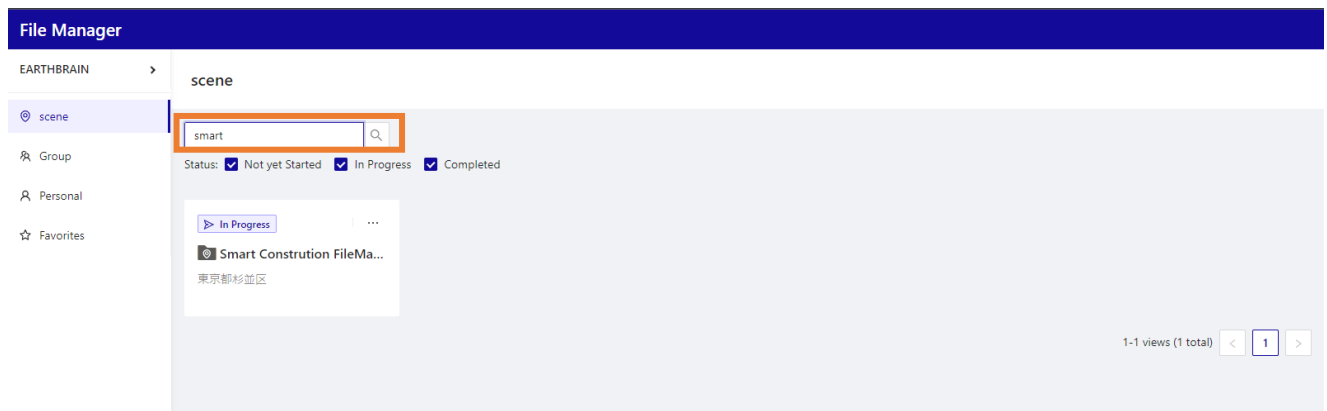 File Manager
EARTHBRAIN
scene
Group
Personal
Favorites
scene
smart
Status: Not yet Started In Progress Completed
In Progress
Smart Constrution FileMa...
東京都杉並区
1-1 views (1 total) < 1 >